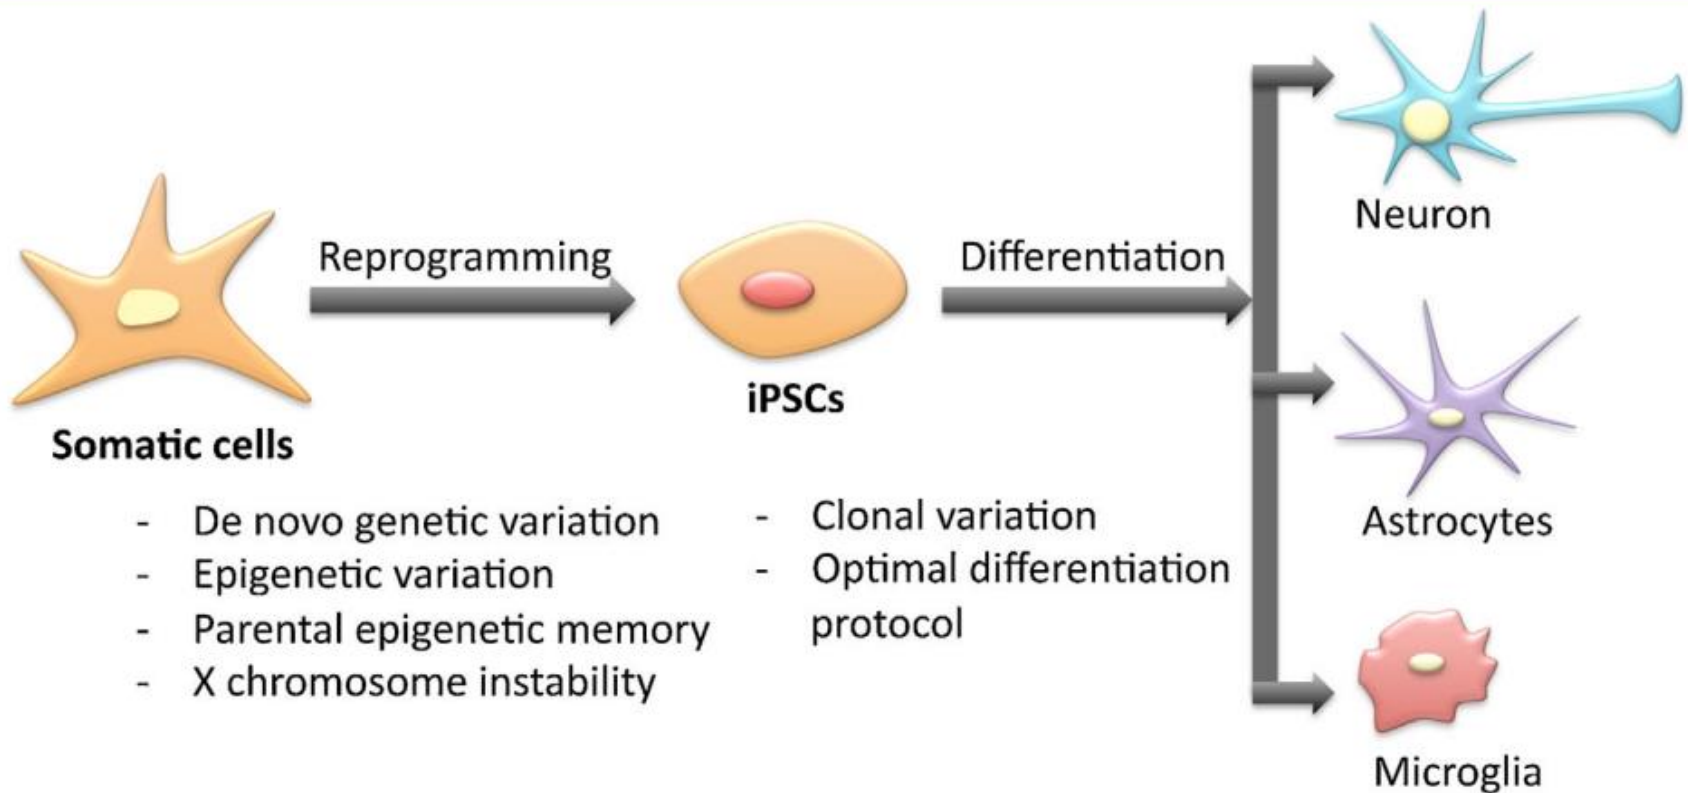 Reprogramming
Differentiation
Somatic cells
- De novo genetic variation
- Epigenetic variation
- Parental epigenetic memory
- X chromosome instability
iPSCs
- Clonal variation
- Optimal differentiation
protocol
Neuron
Astrocytes
Microglia